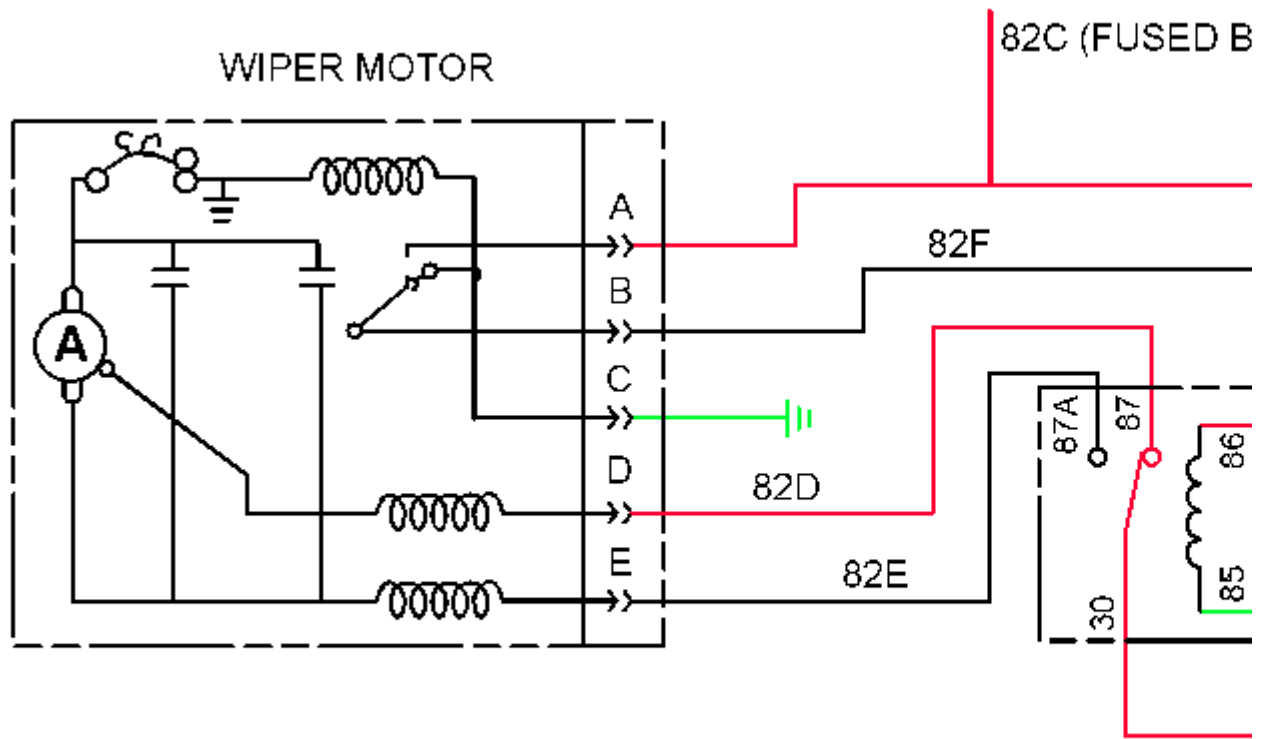 82C (FUSED B
WIPER MOTOR
A
82F
B
A
C
87A
87
86
D
82D
E
82E
85
30